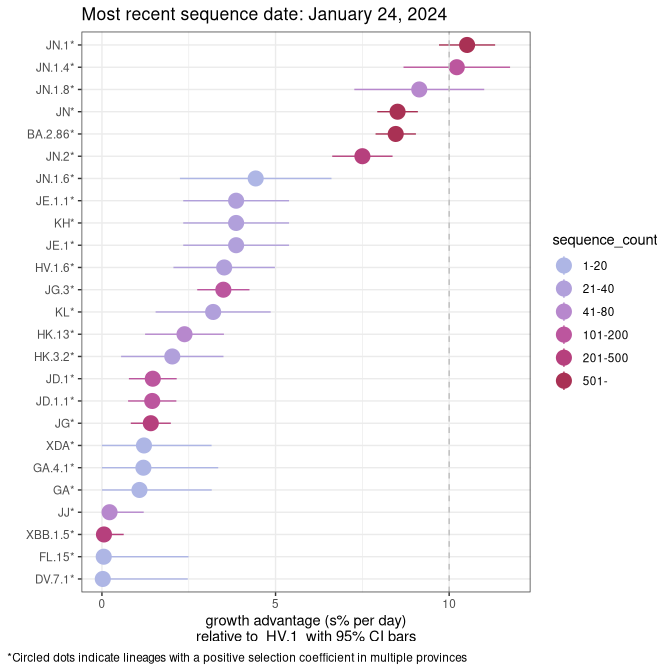 Most recent sequence date: January 24, 2024
JN.1*
JN.1.4*
JN.1.8*
JN*
BA.2.86*
JN.2*
JN.1.6*
JE.1.1*
KH*
JE.1*
HV.1.6*
JG.3*
KL*
HK.13*
HK.3.2*
JD.1*
JD.1.1*
JG*
XDA*
GA.4.1*
GA*
JJ*
XBB.1.5*
FL.15*
DV.7.1*
0 5 10
growth advantage (s% per day)
relative to HV.1 with 95% CI bars
sequence_count
1-20
21-40
41-80
101-200
201-500
501-
*Circled dots indicate lineages with a positive selection coefficient in multiple provinces